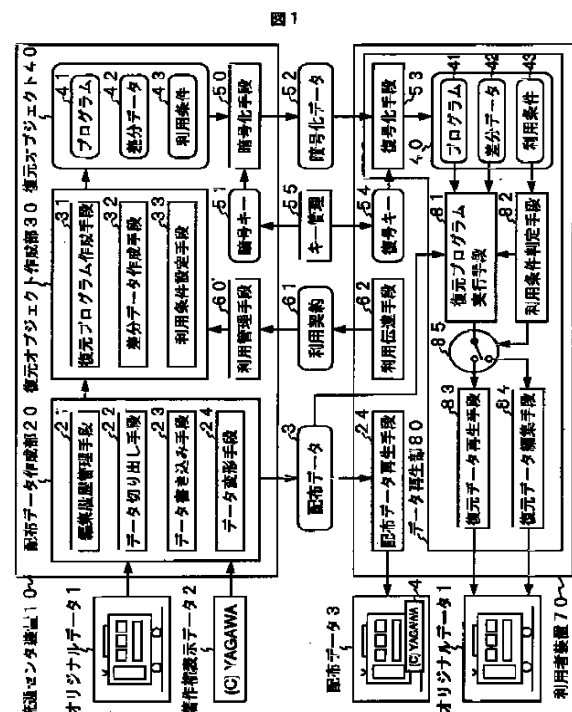 図1
流通センタ装置10
オリジナルデータ1
著作権表示データ2
(C) YAGAWA
配布データ作成部20
21
編集履歴管理手段
22
データ切り出し手段
23
データ書き込み手段
24
データ変形手段
復元オブジェクト作成部30
31
復元プログラム作成手段
32
差分データ作成手段
33
利用条件設定手段
復元オブジェクト40
41
プログラム
42
差分データ
43
利用条件
50
暗号化手段
51
暗号キー
52
暗号化データ
60
利用管理手段
61
利用契約
62
利用伝達手段
55
キー管理
54
復号キー
53
復号化手段
3
配布データ
利用者装置70
配布データ3
4
(C) YAGAWA
オリジナルデータ1
24
配布データ再生手段
データ再生部80
83
復元データ再生手段
84
復元データ編集手段
85
81
復元プログラム
実行手段
82
利用条件判定手段
40
プログラム
41
差分データ
42
利用条件
43